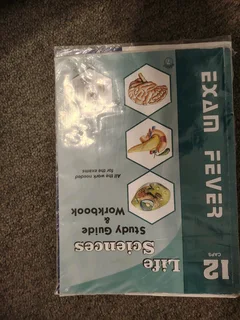 EXAM FEVER
12
CAPS
Life
Sciences
Study Guide
&
Workbook
All the work needed
for the exams